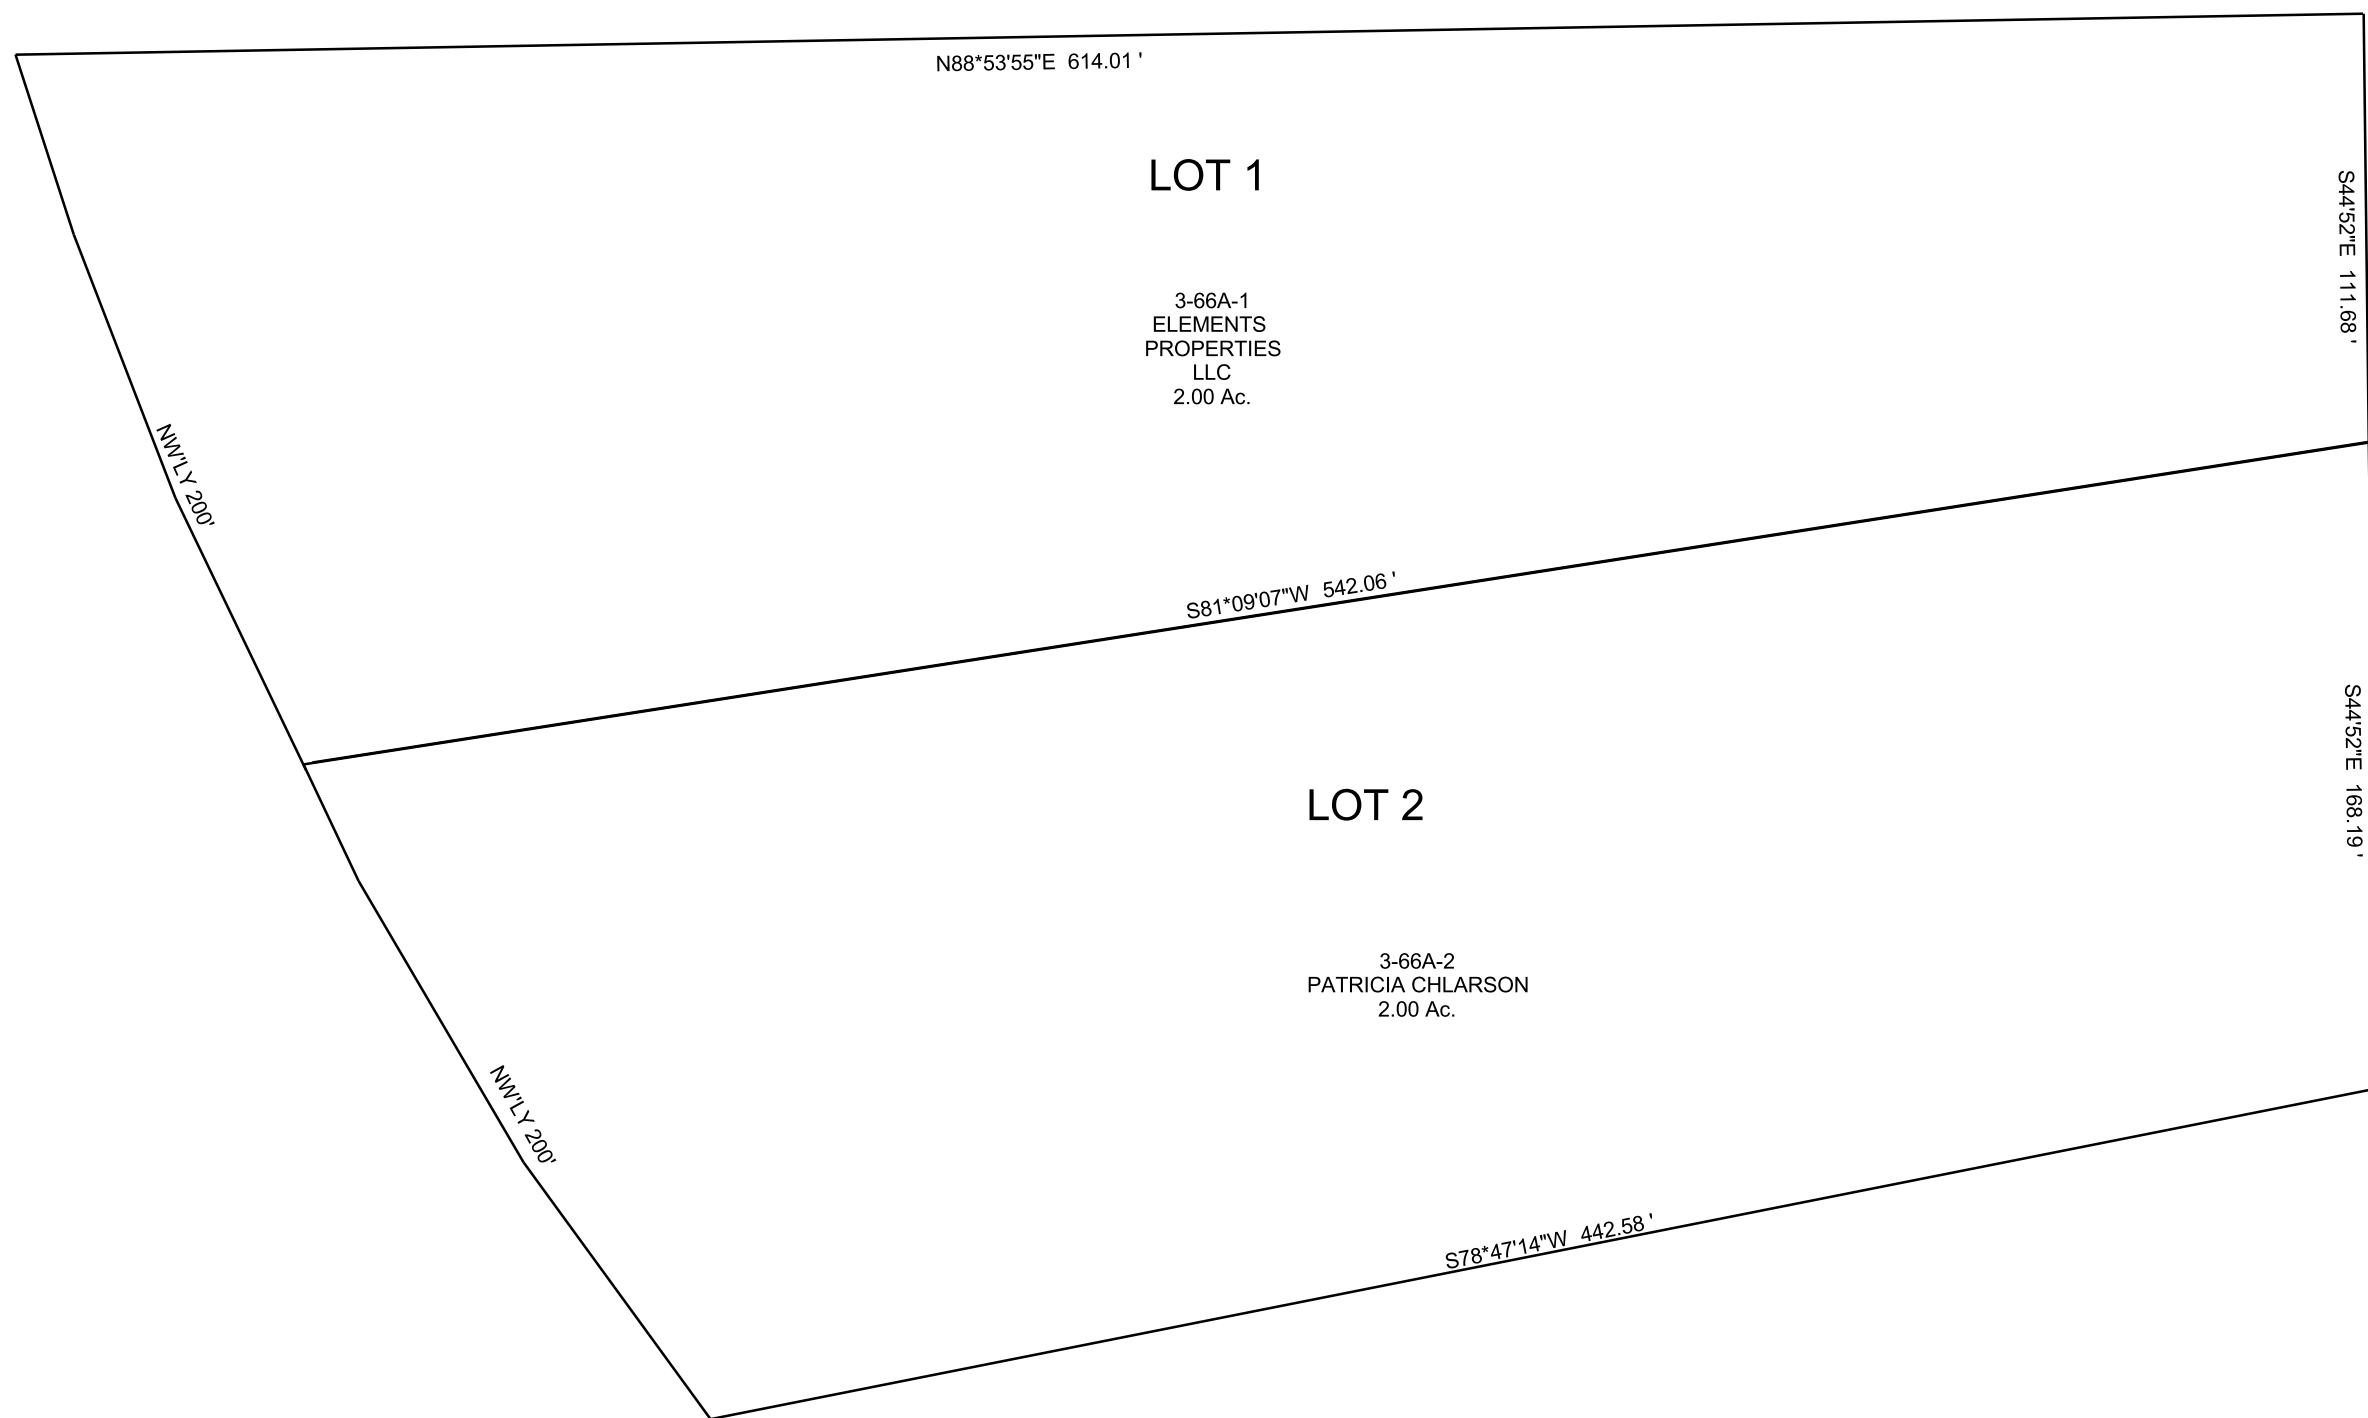 N88*53'55"E 614.01 '
LOT 1
S44'52"E 111.68 '
3-66A-1
ELEMENTS
PROPERTIES
LLC
2.00 Ac.
NW'LY 200'
S81*09'07"W 542.06 '
LOT 2
S44'52"E 168.19 '
3-66A-2
PATRICIA CHLARSON
2.00 Ac.
NW'LY 200'
S78*47'14"W 442.58 '